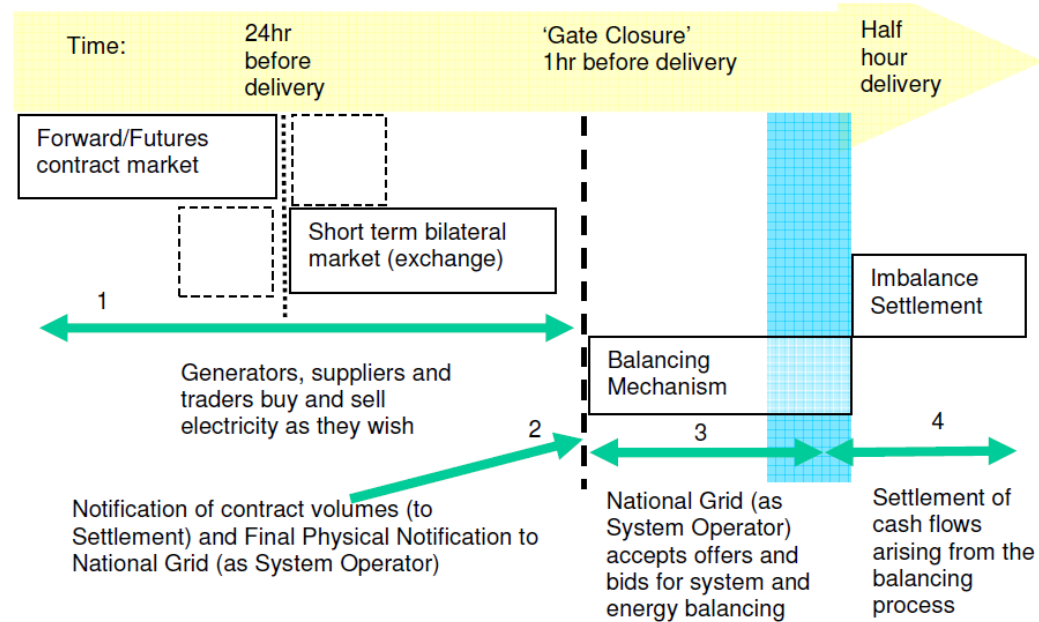 Time:
24hr
before
delivery
‘Gate Closure’
1hr before delivery
Half
hour
delivery
Forward/Futures
contract market
Short term bilateral
market (exchange)
Imbalance
Settlement
1
Balancing
Mechanism
Generators, suppliers and
traders buy and sell
electricity as they wish
2
3
4
Notification of contract volumes (to
Settlement) and Final Physical Notification to
National Grid (as System Operator)
National Grid (as
System Operator)
accepts offers and
bids for system and
energy balancing
Settlement of
cash flows
arising from the
balancing
process